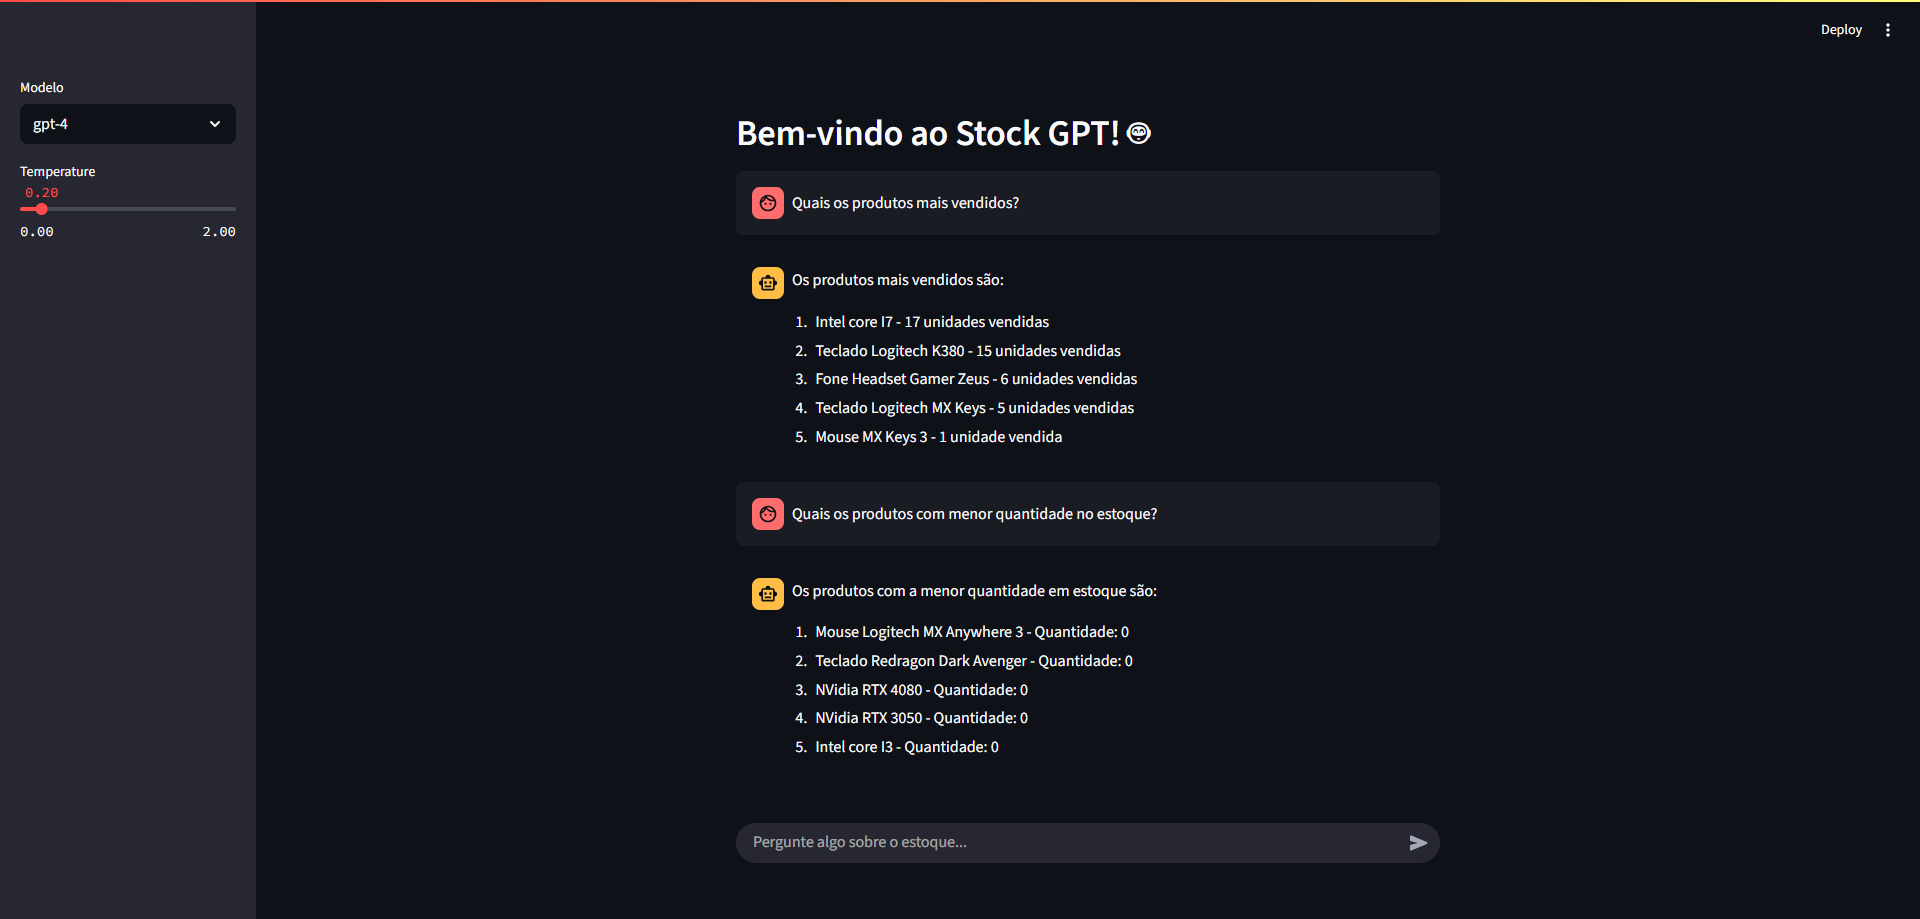 Deploy
Modelo
gpt-4
Temperature
0.20
0.00 2.00
Bem-vindo ao Stock GPT!
Quais os produtos mais vendidos?
Os produtos mais vendidos são:
1. Intel core I7 - 17 unidades vendidas
2. Teclado Logitech K380 - 15 unidades vendidas
3. Fone Headset Gamer Zeus - 6 unidades vendidas
4. Teclado Logitech MX Keys - 5 unidades vendidas
5. Mouse MX Keys 3 - 1 unidade vendida
Quais os produtos com menor quantidade no estoque?
Os produtos com a menor quantidade em estoque são:
1. Mouse Logitech MX Anywhere 3 - Quantidade: 0
2. Teclado Redragon Dark Avenger - Quantidade: 0
3. NVidia RTX 4080 - Quantidade: 0
4. NVidia RTX 3050 - Quantidade: 0
5. Intel core I3 - Quantidade: 0
Pergunte algo sobre o estoque...